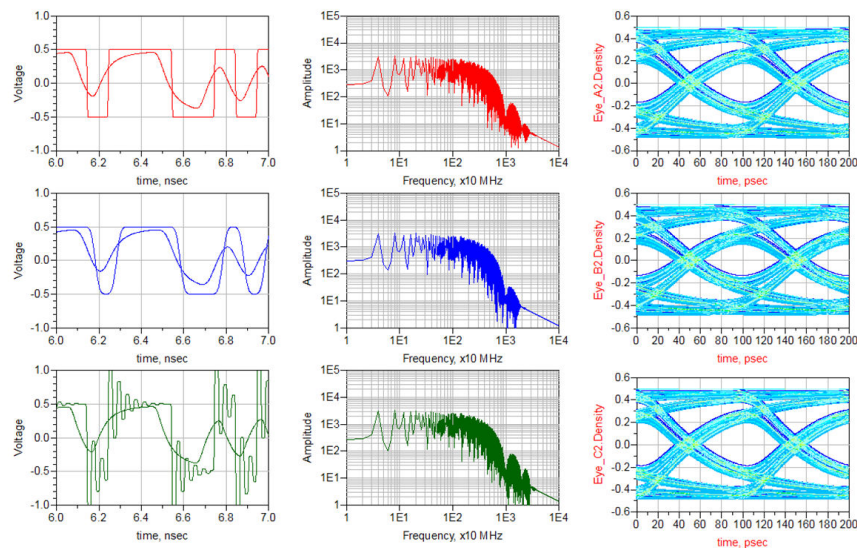 1.0
0.5
0.0
-0.5
-1.0
Voltage
6.0 6.2 6.4 6.6 6.8 7.0
time, nsec
1E5
1E4
1E3
1E2
1E1
1
Amplitude
1 1E1 1E2 1E3 1E4
Frequency, x10 MHz
0.6
0.4
0.2
0.0
-0.2
-0.4
-0.6
Eye_A2.Density
0 20 40 60 80 100 120 140 160 180 200
time, psec
1.0
0.5
0.0
-0.5
-1.0
Voltage
6.0 6.2 6.4 6.6 6.8 7.0
time, nsec
1E5
1E4
1E3
1E2
1E1
1
Amplitude
1 1E1 1E2 1E3 1E4
Frequency, x10 MHz
0.6
0.4
0.2
0.0
-0.2
-0.4
-0.6
Eye_B2.Density
0 20 40 60 80 100 120 140 160 180 200
time, psec
1.0
0.5
0.0
-0.5
-1.0
Voltage
6.0 6.2 6.4 6.6 6.8 7.0
time, nsec
1E5
1E4
1E3
1E2
1E1
1
Amplitude
1 1E1 1E2 1E3 1E4
Frequency, x10 MHz
0.6
0.4
0.2
0.0
-0.2
-0.4
-0.6
Eye_C2.Density
0 20 40 60 80 100 120 140 160 180 200
time, psec